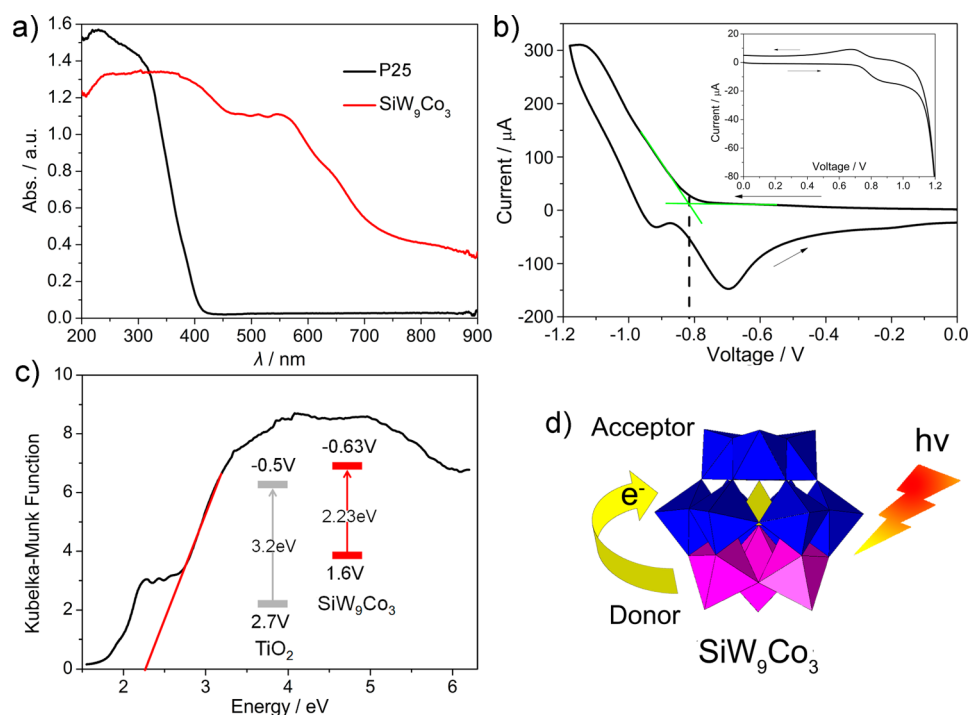 a)
1.6
1.4
1.2
1.0
0.8
0.6
0.4
0.2
0.0
Abs. / a.u.
P25
SiW₉Co₃
200 300 400 500 600 700 800 900
λ / nm
b)
300
200
100
0
-100
-200
Current / μA
-1.2 -1.0 -0.8 -0.6 -0.4 -0.2 0.0
Voltage / V
20
0
-20
-40
-60
-80
Current / μA
Voltage / V
0.0 0.2 0.4 0.6 0.8 1.0 1.2
c)
10
8
6
4
2
0
Kubelka-Munk Function
-0.5V
3.2eV
2.7V
TiO₂
-0.63V
2.23eV
1.6V
SiW₉Co₃
2 3 4 5 6
Energy / eV
d)
Acceptor
hν
e⁻
Donor
SiW₉Co₃